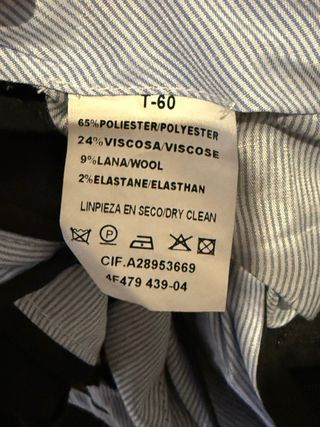 T-60
65%POLIESTER/POLYESTER
24%VISCOSA/VISCOSE
9%LANA/WOOL
2%ELASTANE/ELASTHAN
LINPIEZA EN SECO/DRY CLEAN
P
CIF.A28953669
4F479 439-04